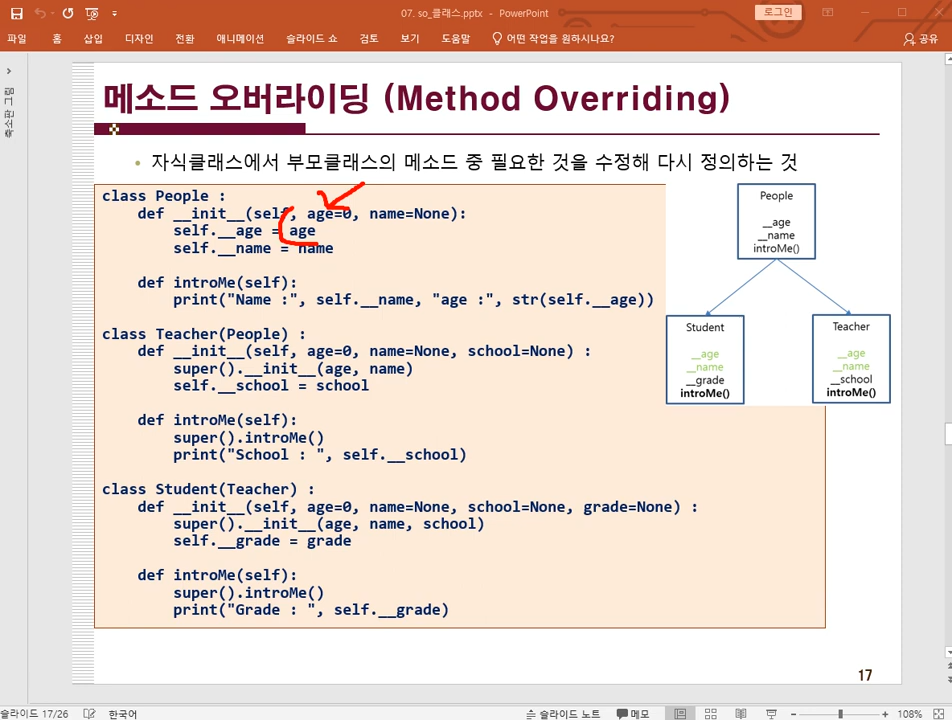 07. so_클래스.pptx - PowerPoint
로그인
파일 홈 삽입 디자인 전환 애니메이션 슬라이드 쇼 검토 보기 도움말 어떤 작업을 원하시나요? 공유
축소판 그림
메소드 오버라이딩 (Method Overriding)
• 자식클래스에서 부모클래스의 메소드 중 필요한 것을 수정해 다시 정의하는 것
class People :
def __init__(self, age=0, name=None):
self.__age = age
self.__name = name
def introMe(self):
print("Name :", self.__name, "age :", str(self.__age))
class Teacher(People) :
def __init__(self, age=0, name=None, school=None) :
super().__init__(age, name)
self.__school = school
def introMe(self):
super().introMe()
print("School : ", self.__school)
class Student(Teacher) :
def __init__(self, age=0, name=None, school=None, grade=None) :
super().__init__(age, name, school)
self.__grade = grade
def introMe(self):
super().introMe()
print("Grade : ", self.__grade)
People
__age
__name
introMe()
Student
__age
__name
__grade
introMe()
Teacher
__age
__name
__school
introMe()
17
슬라이드 17/26 한국어 슬라이드 노트 메모 108%